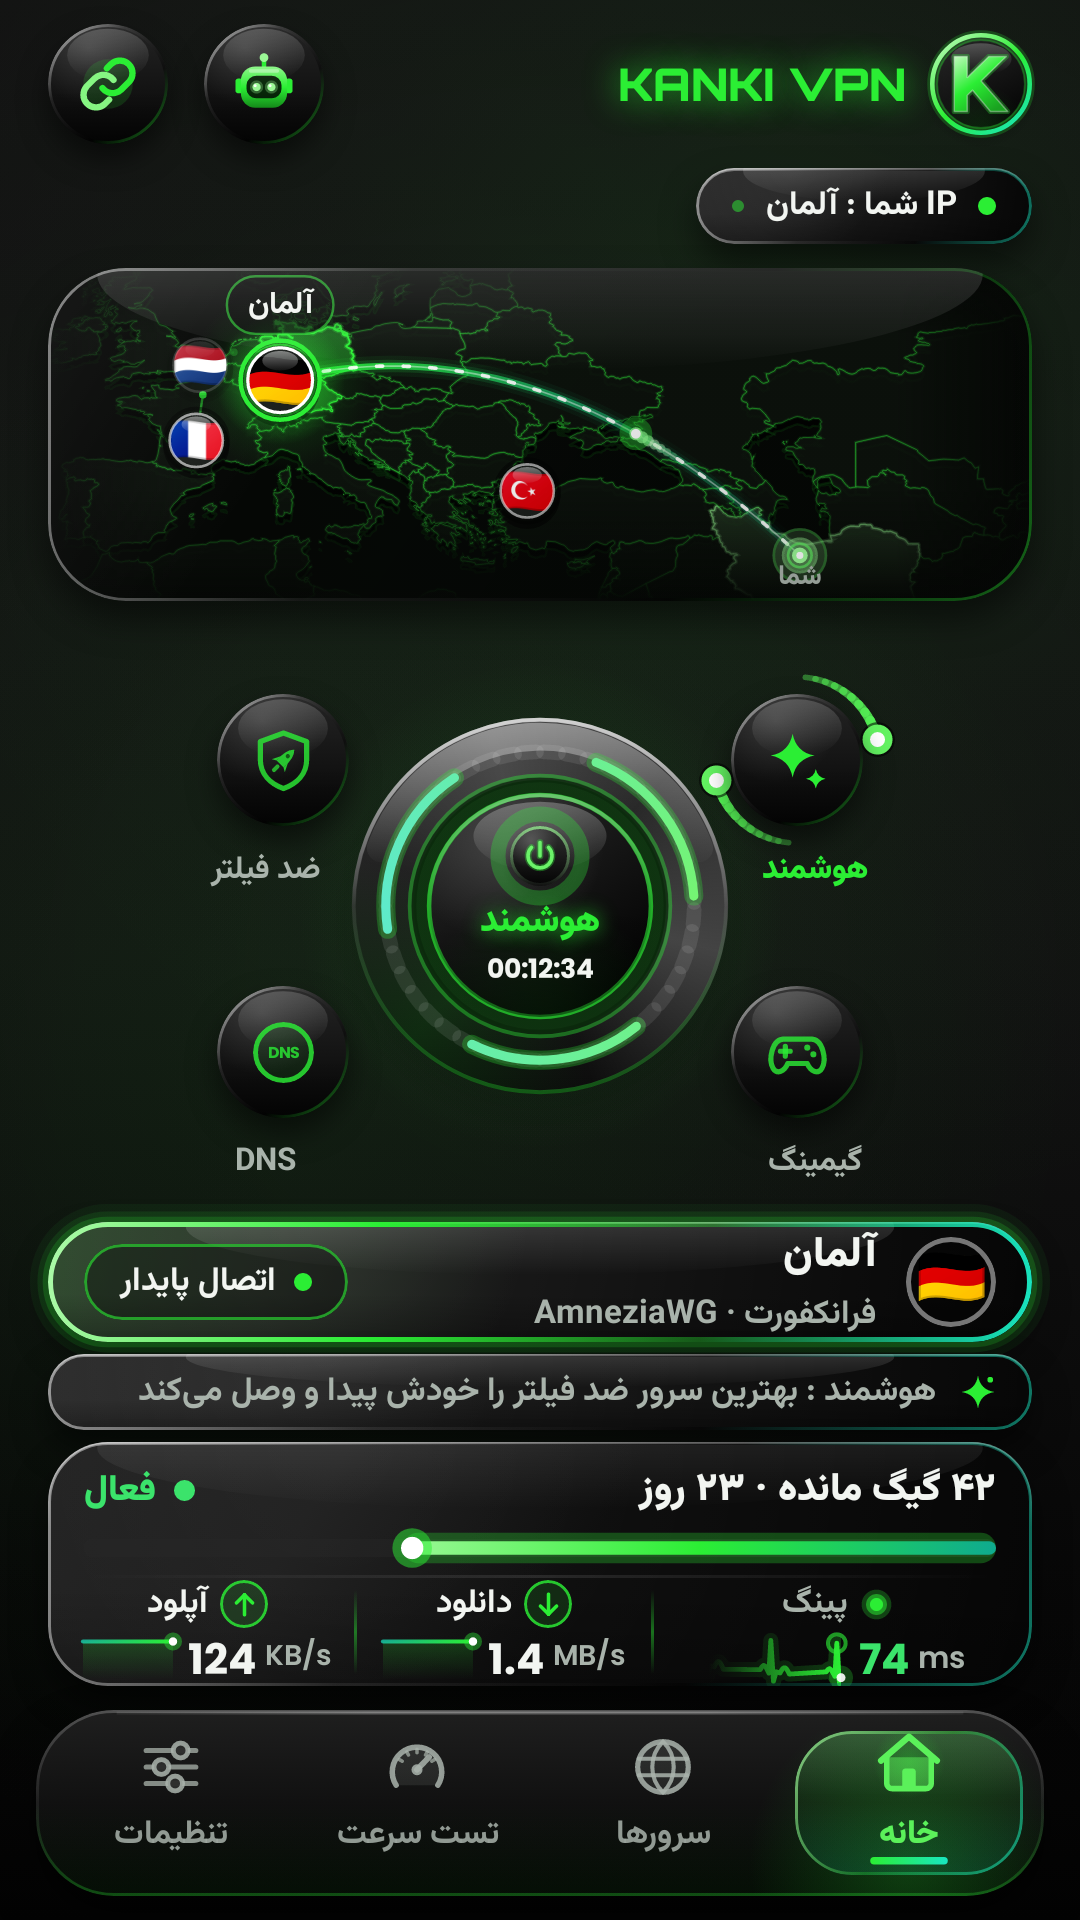 KANKI VPN
IP شما : آلمان
آلمان
شما
ضد فیلتر
هوشمند
هوشمند
00:12:34
DNS
DNS
گیمینگ
آلمان
فرانکفورت · AmneziaWG
اتصال پایدار
هوشمند : بهترین سرور ضد فیلتر را خودش پیدا و وصل می‌کند
۴۲ گیگ مانده · ۲۳ روز
فعال
پینگ
74 ms
دانلود
1.4 MB/s
آپلود
124 KB/s
خانه
سرورها
تست سرعت
تنظیمات